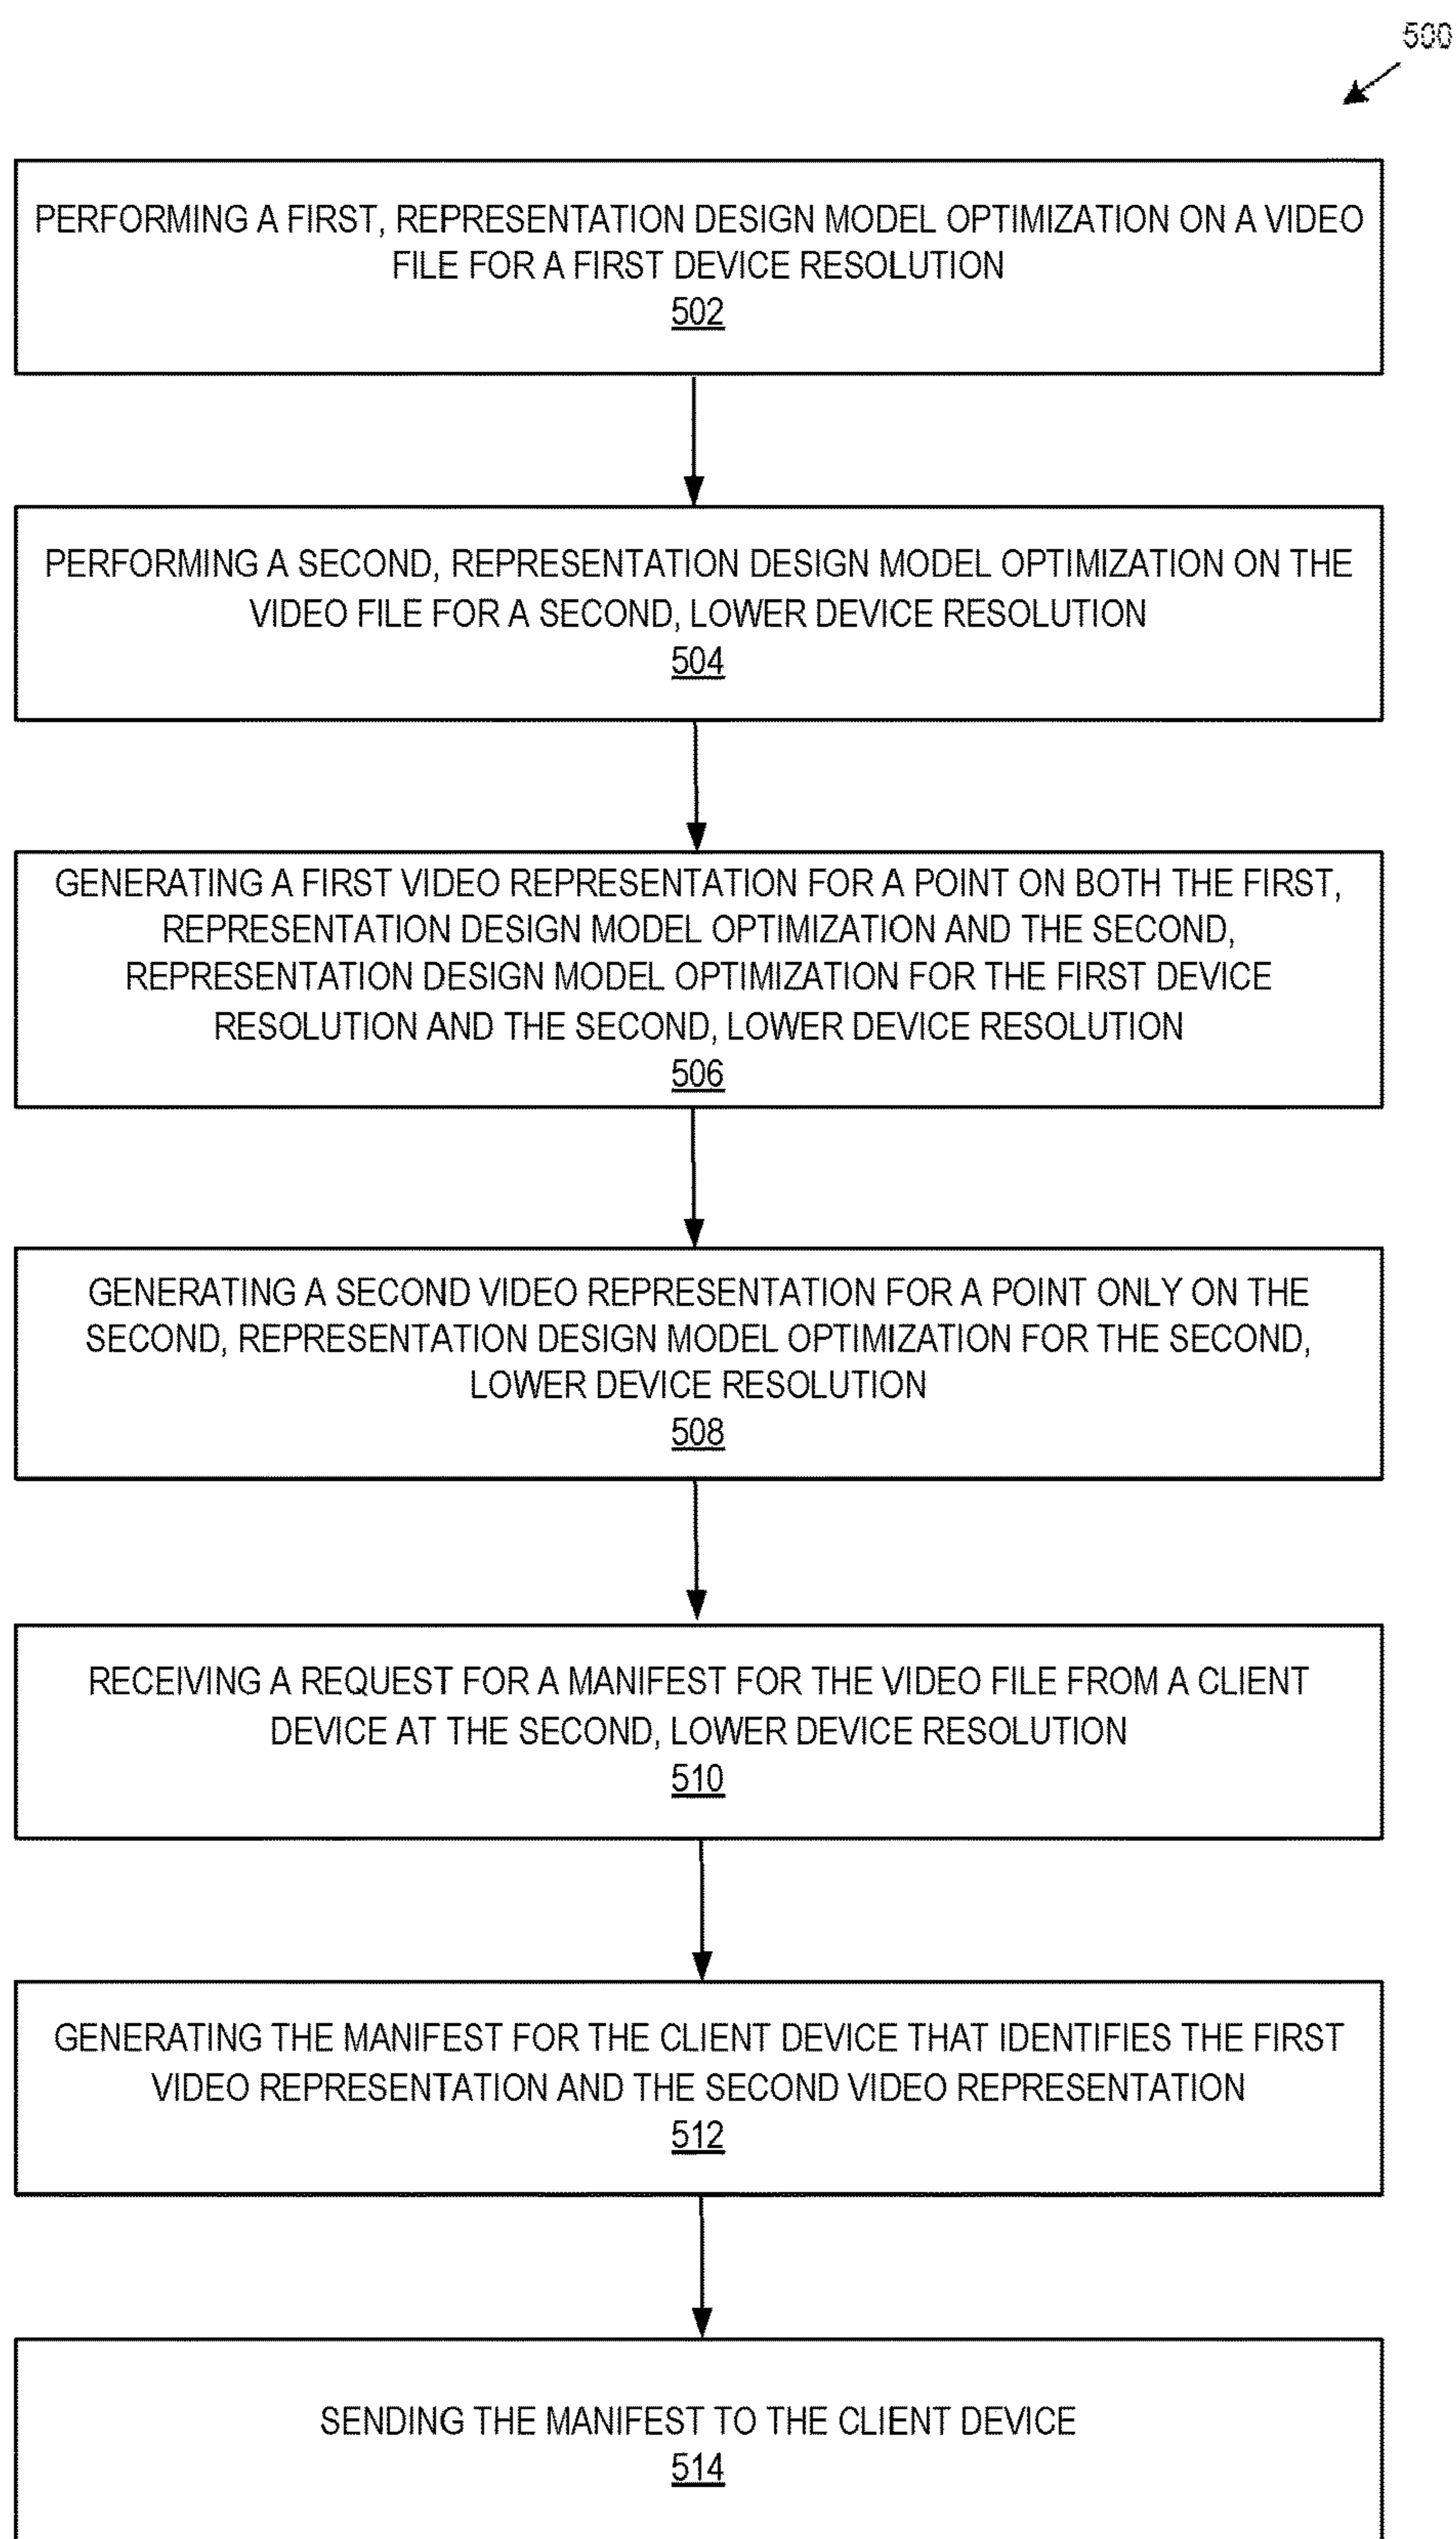 500
PERFORMING A FIRST, REPRESENTATION DESIGN MODEL OPTIMIZATION ON A VIDEO
FILE FOR A FIRST DEVICE RESOLUTION
502
PERFORMING A SECOND, REPRESENTATION DESIGN MODEL OPTIMIZATION ON THE
VIDEO FILE FOR A SECOND, LOWER DEVICE RESOLUTION
504
GENERATING A FIRST VIDEO REPRESENTATION FOR A POINT ON BOTH THE FIRST,
REPRESENTATION DESIGN MODEL OPTIMIZATION AND THE SECOND,
REPRESENTATION DESIGN MODEL OPTIMIZATION FOR THE FIRST DEVICE
RESOLUTION AND THE SECOND, LOWER DEVICE RESOLUTION
506
GENERATING A SECOND VIDEO REPRESENTATION FOR A POINT ONLY ON THE
SECOND, REPRESENTATION DESIGN MODEL OPTIMIZATION FOR THE SECOND,
LOWER DEVICE RESOLUTION
508
RECEIVING A REQUEST FOR A MANIFEST FOR THE VIDEO FILE FROM A CLIENT
DEVICE AT THE SECOND, LOWER DEVICE RESOLUTION
510
GENERATING THE MANIFEST FOR THE CLIENT DEVICE THAT IDENTIFIES THE FIRST
VIDEO REPRESENTATION AND THE SECOND VIDEO REPRESENTATION
512
SENDING THE MANIFEST TO THE CLIENT DEVICE
514